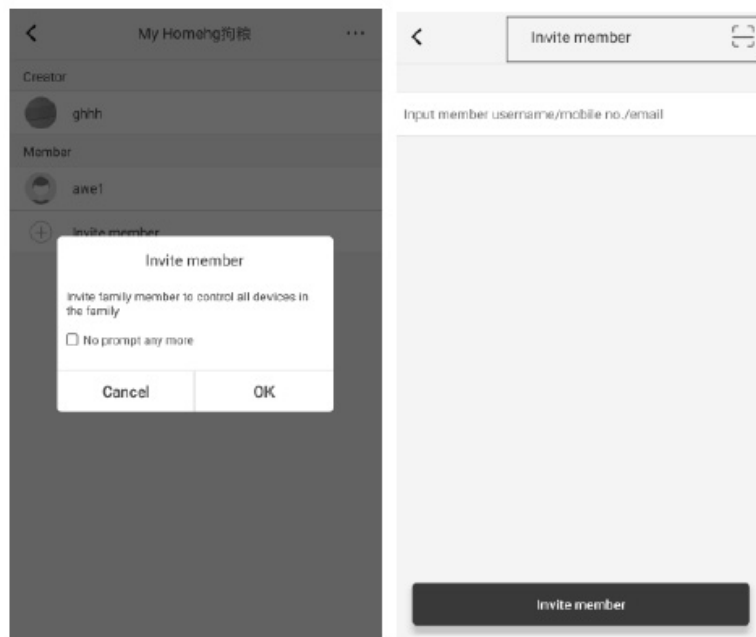 My Homehg狗粮
Creator
ghhh
Member
awe1
Invite member
Invite member
Invite family member to control all devices in
the family
No prompt any more
Cancel OK
Invite member
Input member username/mobile no./email
Invite member